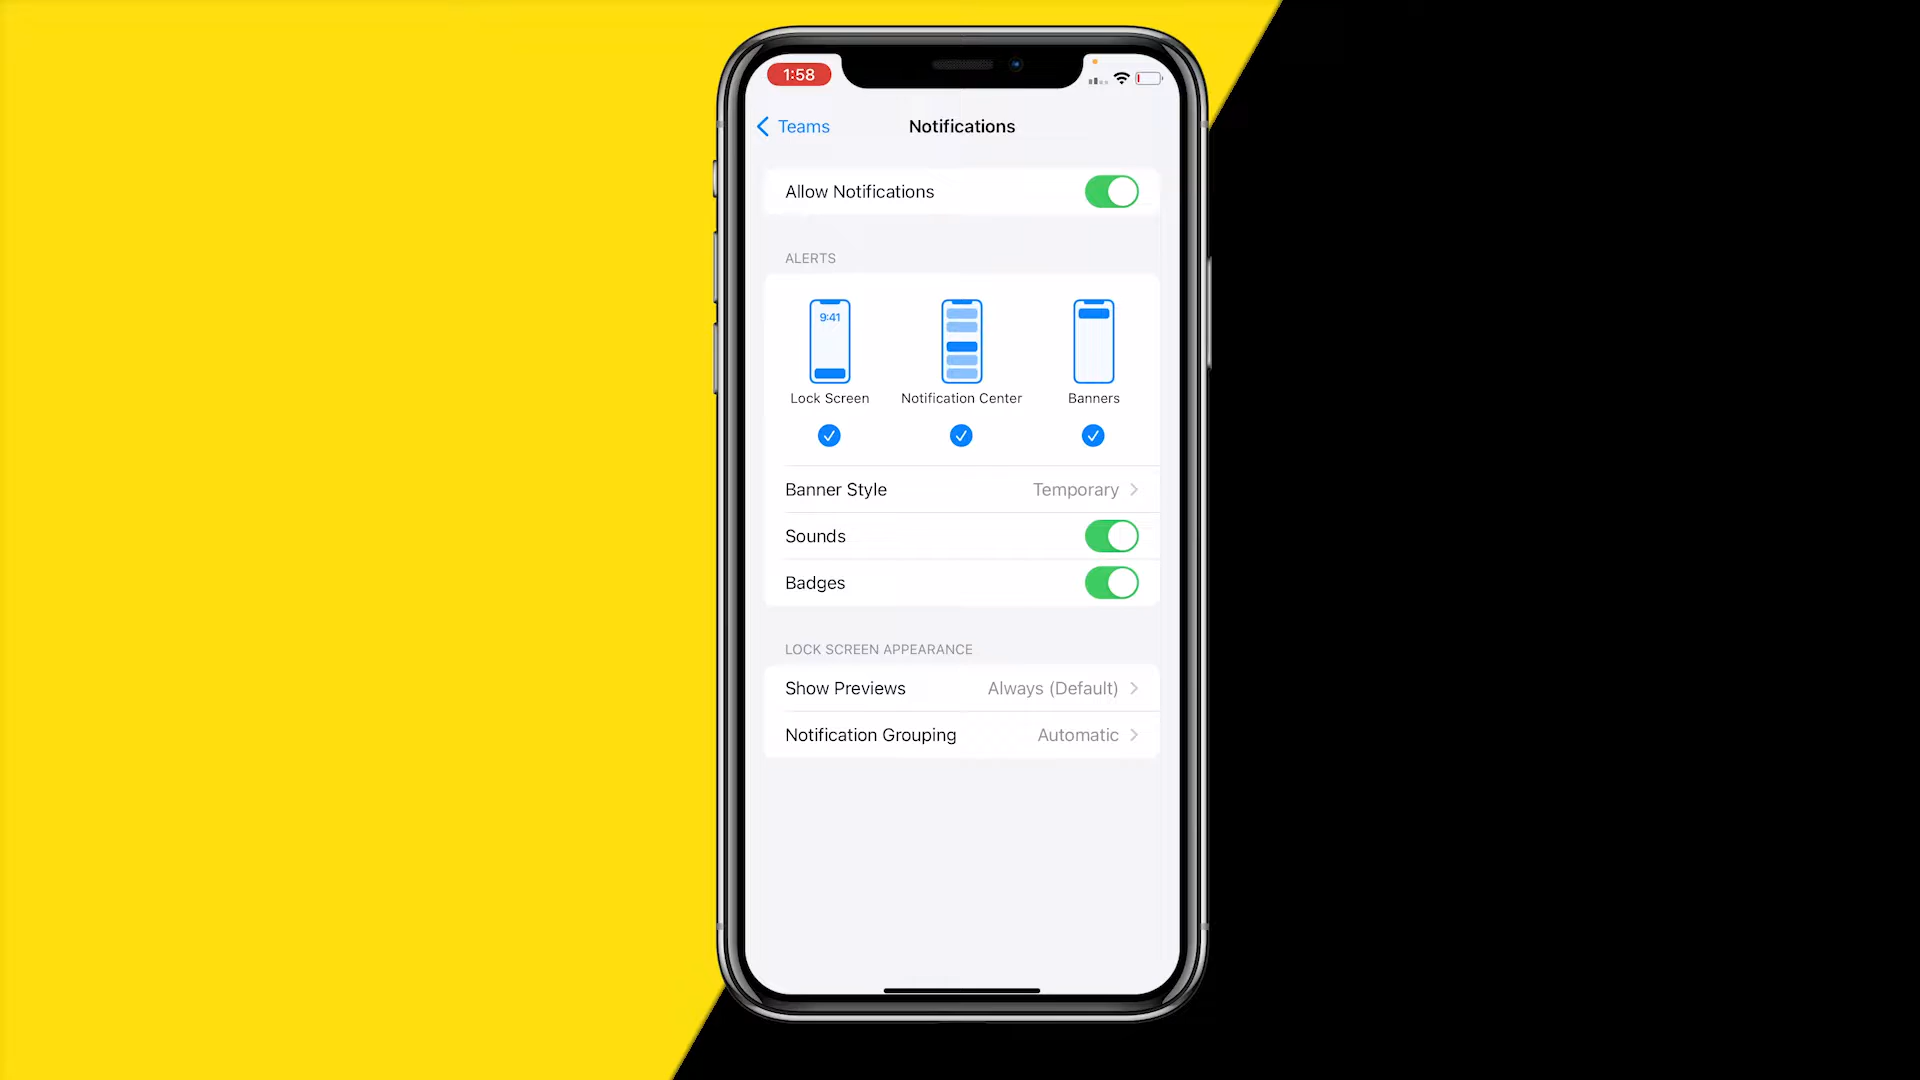 1:58
Teams
Notifications
Allow Notifications
ALERTS
9:41
Lock Screen Notification Center Banners
Banner Style Temporary
Sounds
Badges
LOCK SCREEN APPEARANCE
Show Previews Always (Default)
Notification Grouping Automatic